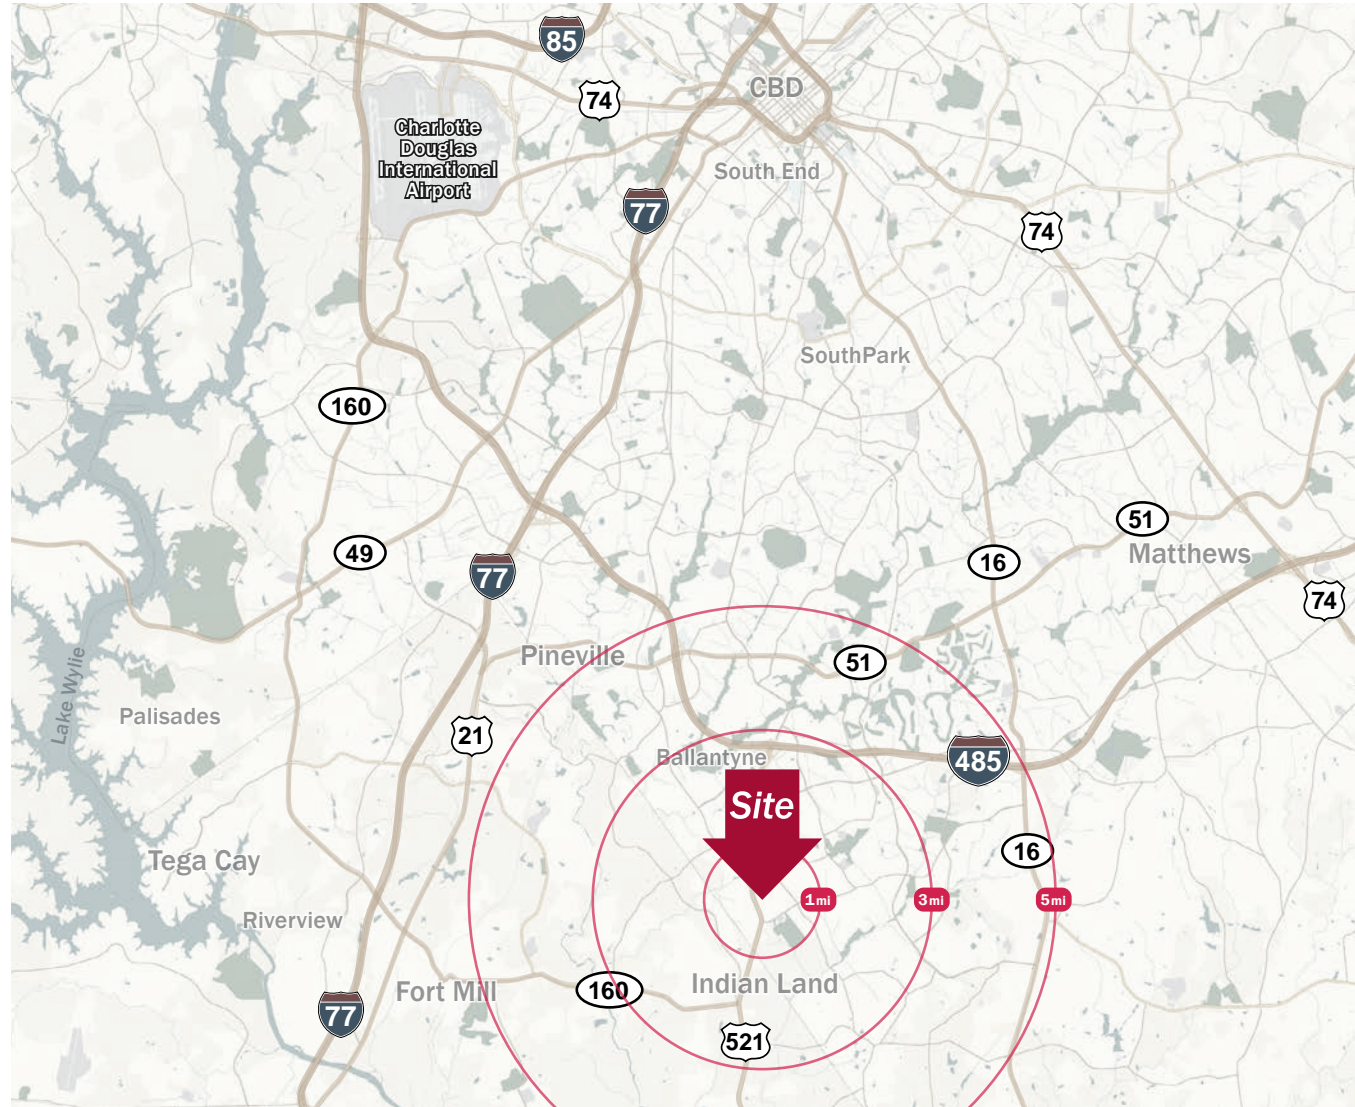 85
74
CBD
Charlotte
Douglas
International
Airport
South End
77
74
SouthPark
160
51
49
16
Matthews
77
74
Pineville
51
Lake Wylie
Palisades
21
Ballantyne
485
Site
16
Tega Cay
1mi
3mi
5mi
Riverview
Indian Land
160
Fort Mill
77
521